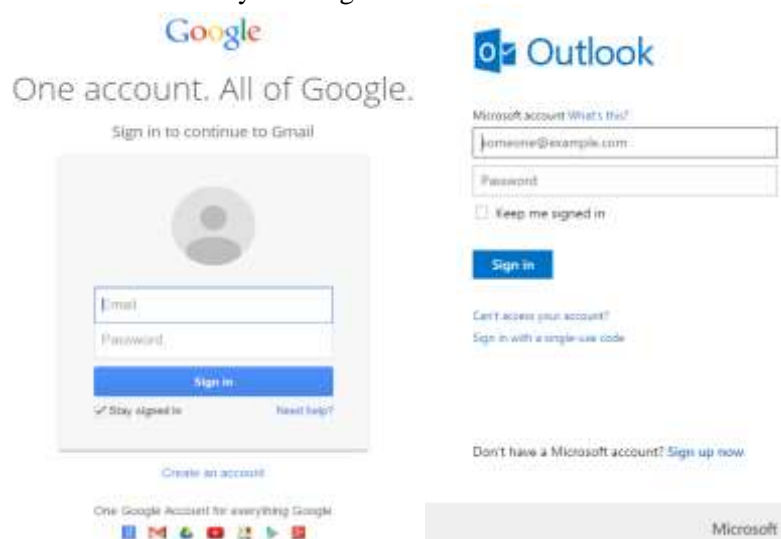 Google
One account. All of Google.
Sign in to continue to Gmail
Email
Password
Sign in
Stay signed in
Need help?
Create an account
One Google Account for everything Google
Outlook
Microsoft account What's this?
someone@example.com
Password
Keep me signed in
Sign in
Can't access your account?
Sign in with a single-use code
Don't have a Microsoft account? Sign up now
Microsoft